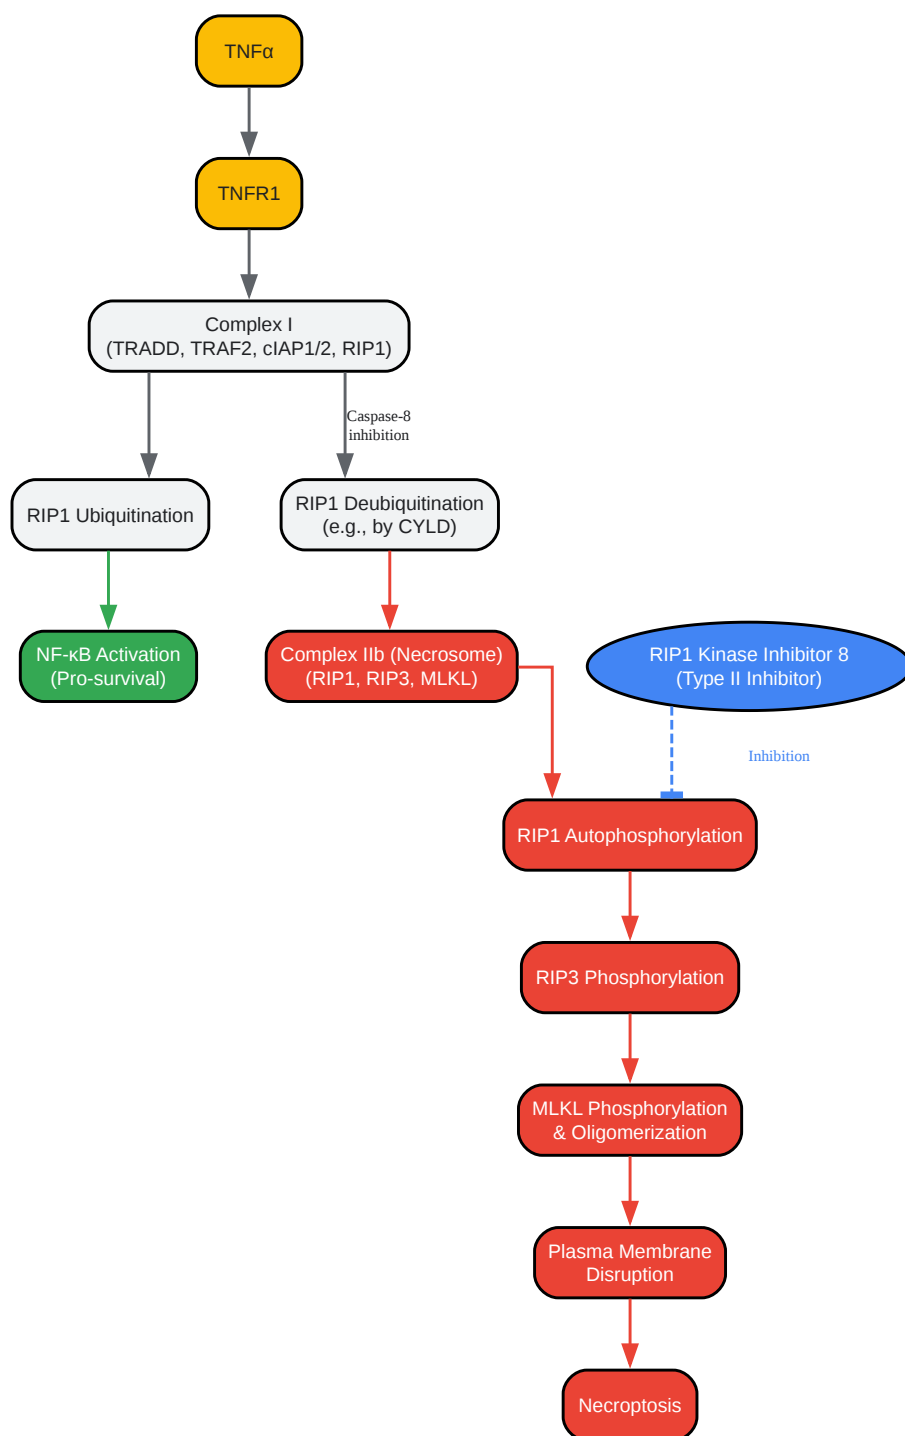 TNFα
TNFR1
Complex I
(TRADD, TRAF2, cIAP1/2, RIP1)
Caspase-8
inhibition
RIP1 Ubiquitination
RIP1 Deubiquitination
(e.g., by CYLD)
NF-κB Activation
(Pro-survival)
Complex IIb (Necrosome)
(RIP1, RIP3, MLKL)
RIP1 Kinase Inhibitor 8
(Type II Inhibitor)
Inhibition
RIP1 Autophosphorylation
RIP3 Phosphorylation
MLKL Phosphorylation
& Oligomerization
Plasma Membrane
Disruption
Necroptosis